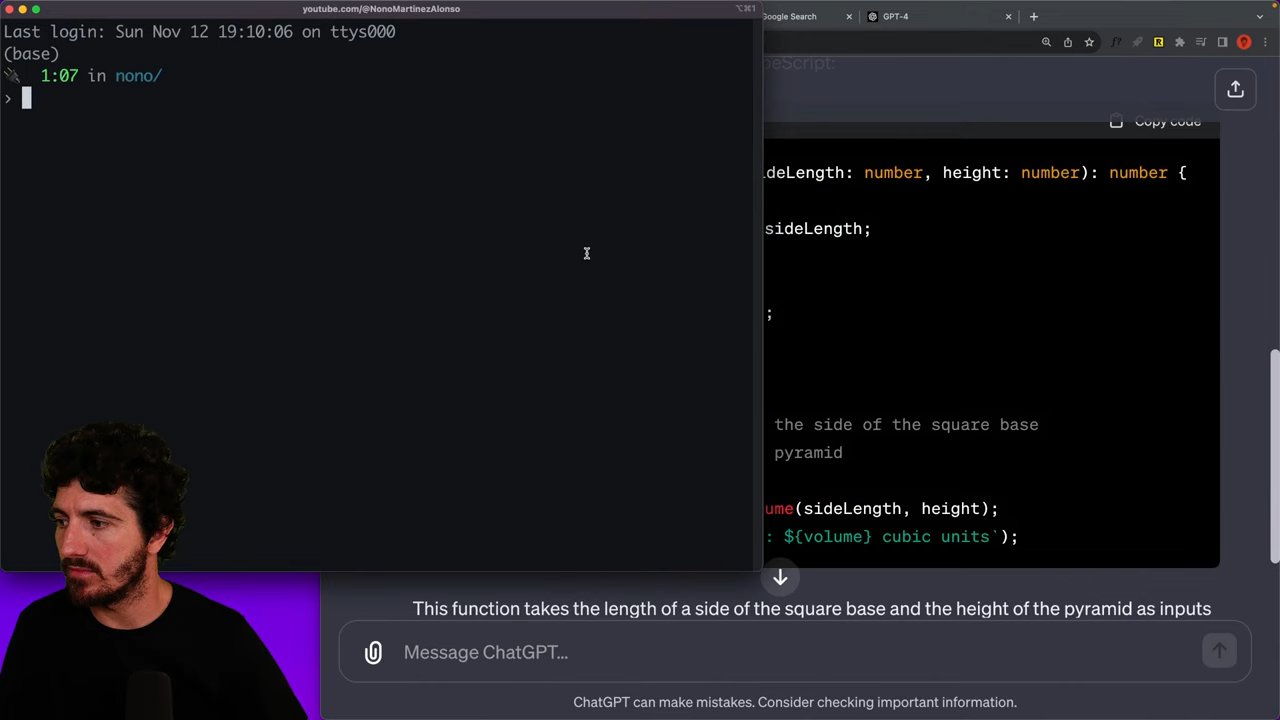 youtube.com/@NonoMartinezAlonso
⌥⌘1
Google Search
GPT-4
Last login: Sun Nov 12 19:10:06 on ttys000
(base)
1:07 in nono/
›
eScript:
Copy code
ideLength: number, height: number): number {
sideLength;
;
the side of the square base
pyramid
ume(sideLength, height);
: ${volume} cubic units`);
This function takes the length of a side of the square base and the height of the pyramid as inputs
Message ChatGPT...
ChatGPT can make mistakes. Consider checking important information.